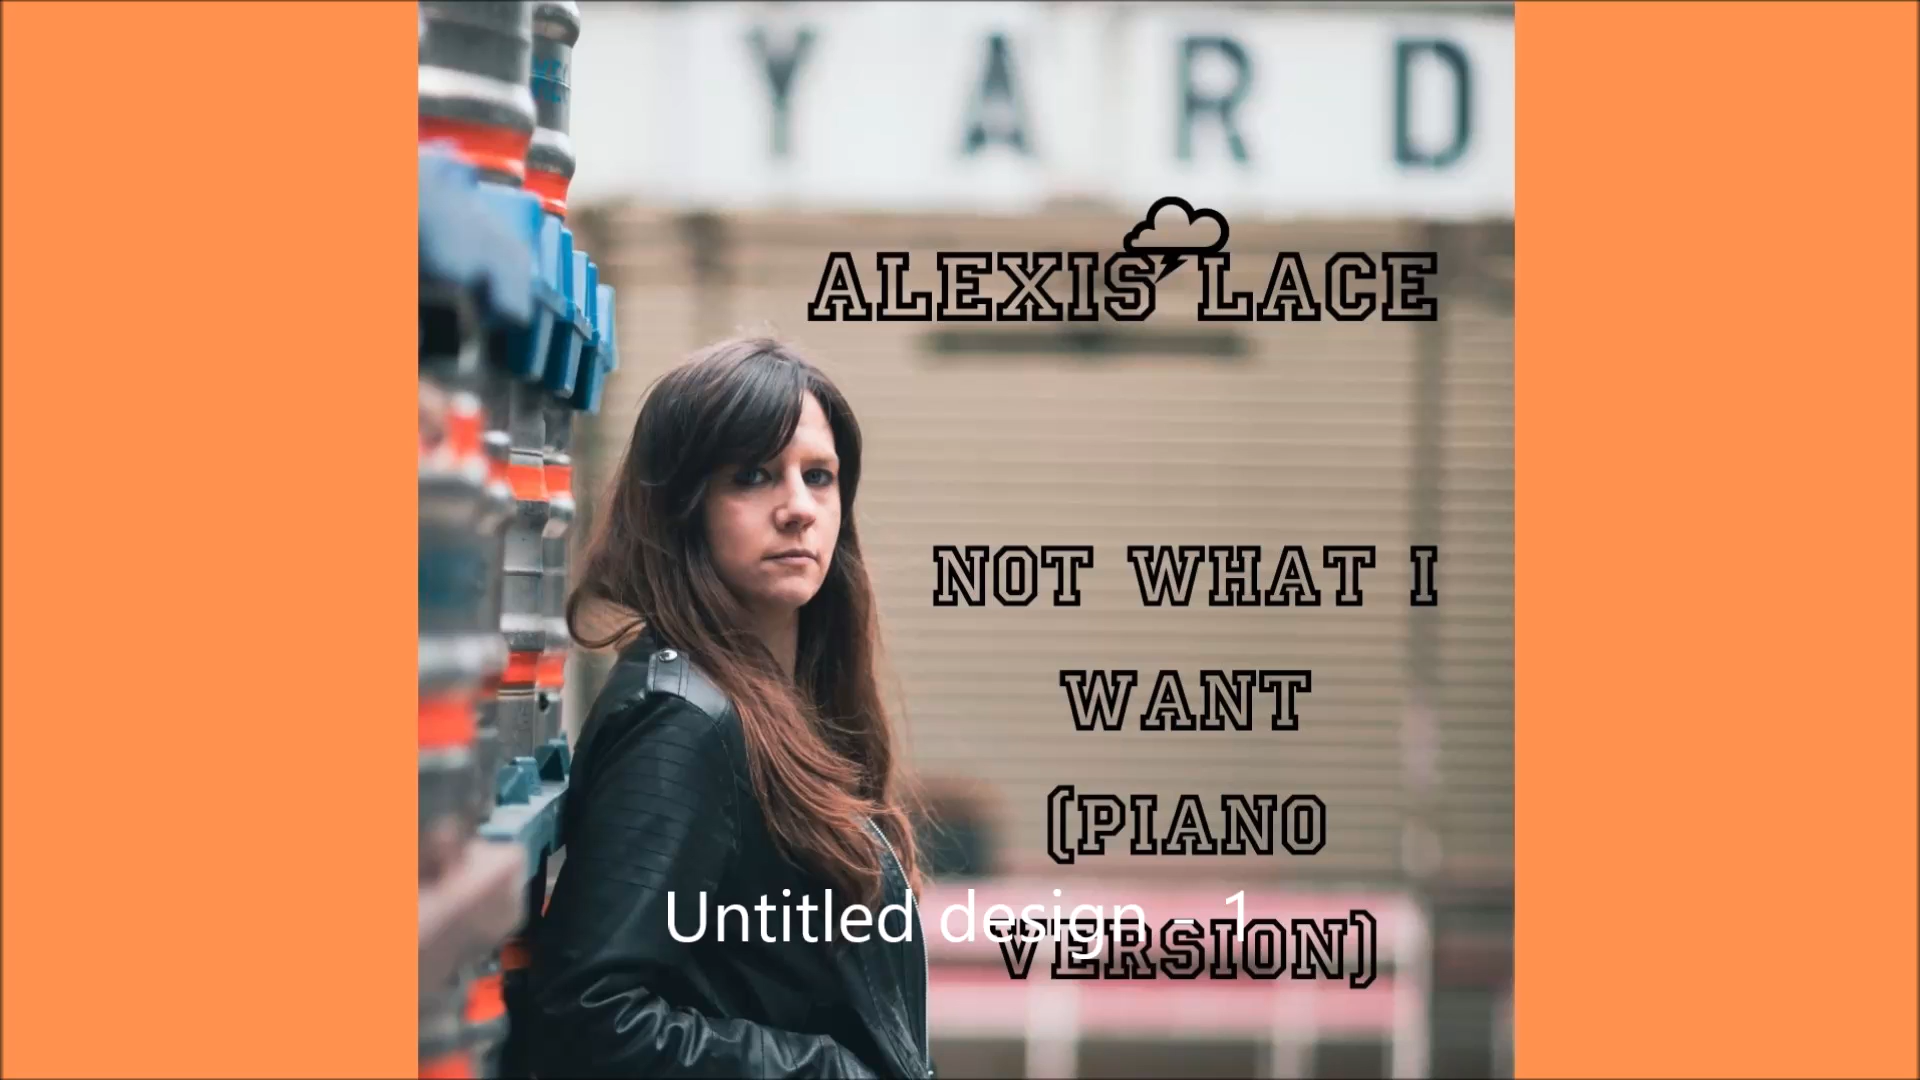 YARD
ALEXIS LACE
NOT WHAT I
WANT
(PIANO
VERSION)
Untitled design - 1